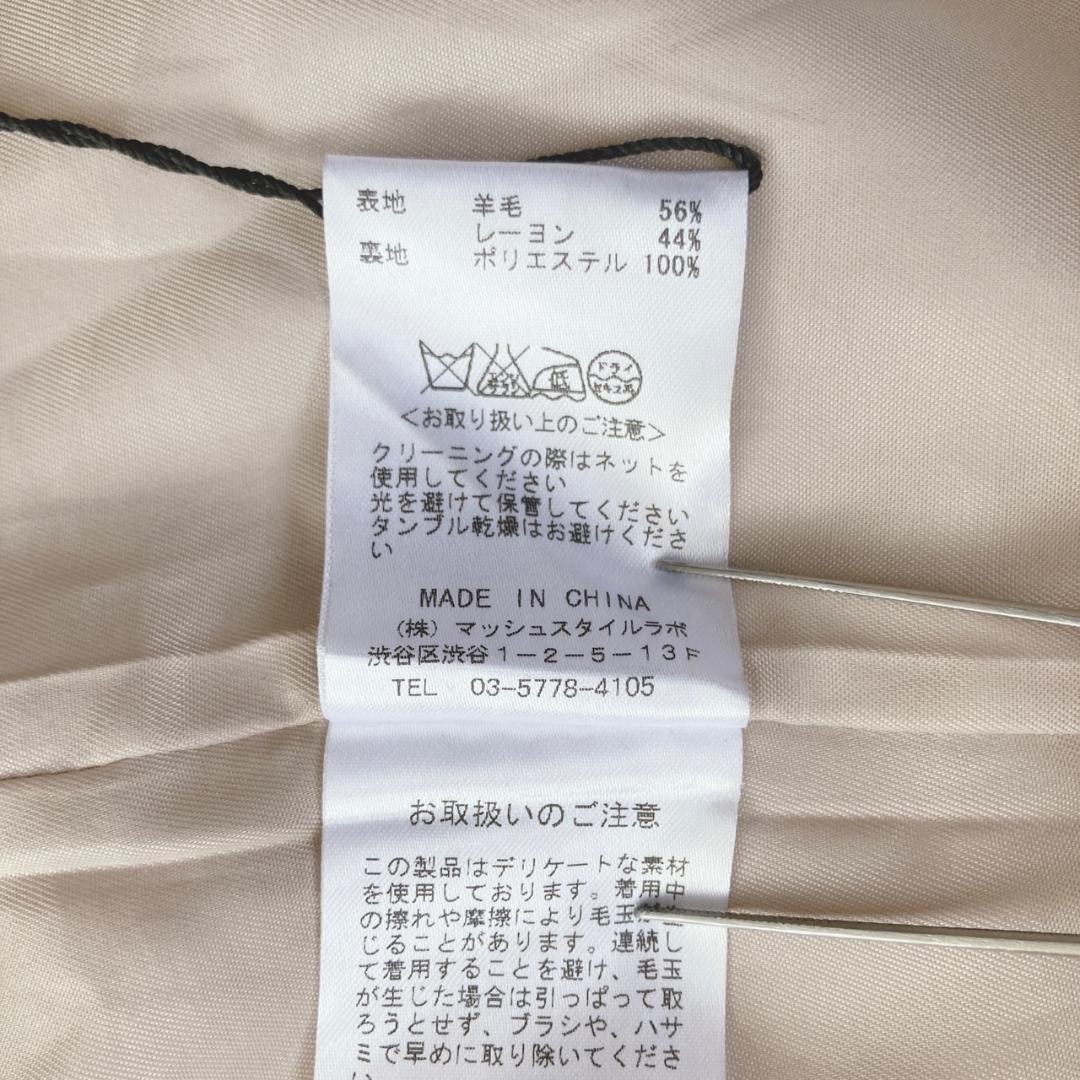 表地 羊毛 56%
レーヨン 44%
裏地 ポリエステル 100%
低
ドライ
セキユ系
<お取り扱い上のご注意>
クリーニングの際はネットを
使用してください
光を避けて保管してください
タンブル乾燥はお避けくださ
い
MADE IN CHINA
(株) マッシュスタイルラボ
渋谷区渋谷1-2-5-13F
TEL 03-5778-4105
お取扱いのご注意
この製品はデリケートな素材
を使用しております。着用中
の擦れや摩擦により毛玉が生
じることがあります。連続し
て着用することを避け、毛玉
が生じた場合は引っぱって取
ろうとせず、ブラシや、ハサ
ミで早めに取り除いてくださ
い